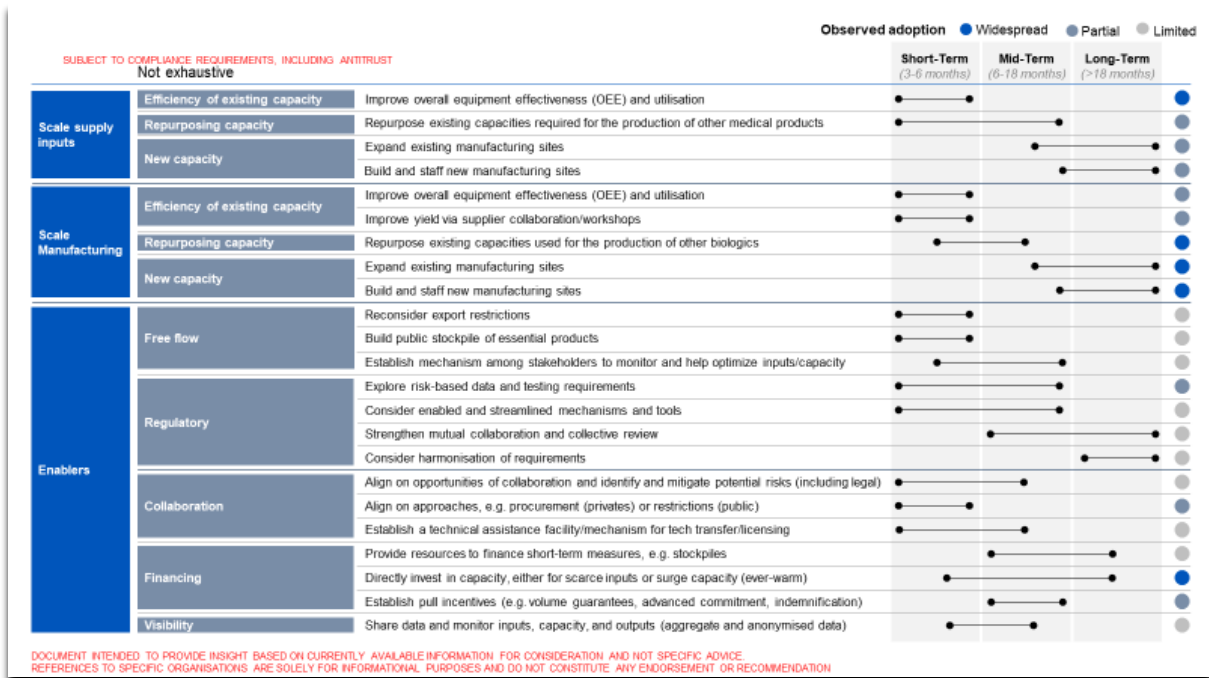 Observed adoption Widespread Partial Limited
SUBJECT TO COMPLIANCE REQUIREMENTS, INCLUDING ANTITRUST
Not exhaustive
Short-Term Mid-Term Long-Term
(3-6 months) (6-18 months) (>18 months)
Scale supply inputs
Efficiency of existing capacity
Improve overall equipment effectiveness (OEE) and utilisation
Repurposing capacity
Repurpose existing capacities required for the production of other medical products
New capacity
Expand existing manufacturing sites
Build and staff new manufacturing sites
Scale Manufacturing
Efficiency of existing capacity
Improve overall equipment effectiveness (OEE) and utilisation
Improve yield via supplier collaboration/workshops
Repurposing capacity
Repurpose existing capacities used for the production of other biologics
New capacity
Expand existing manufacturing sites
Build and staff new manufacturing sites
Enablers
Free flow
Reconsider export restrictions
Build public stockpile of essential products
Establish mechanism among stakeholders to monitor and help optimize inputs/capacity
Regulatory
Explore risk-based data and testing requirements
Consider enabled and streamlined mechanisms and tools
Strengthen mutual collaboration and collective review
Consider harmonisation of requirements
Collaboration
Align on opportunities of collaboration and identify and mitigate potential risks (including legal)
Align on approaches, e.g. procurement (privates) or restrictions (public)
Establish a technical assistance facility/mechanism for tech transfer/licensing
Financing
Provide resources to finance short-term measures, e.g. stockpiles
Directly invest in capacity, either for scarce inputs or surge capacity (ever-warm)
Establish pull incentives (e.g. volume guarantees, advanced commitment, indemnification)
Visibility
Share data and monitor inputs, capacity, and outputs (aggregate and anonymised data)
DOCUMENT INTENDED TO PROVIDE INSIGHT BASED ON CURRENTLY AVAILABLE INFORMATION FOR CONSIDERATION AND NOT SPECIFIC ADVICE.
REFERENCES TO SPECIFIC ORGANISATIONS ARE SOLELY FOR INFORMATIONAL PURPOSES AND DO NOT CONSTITUTE ANY ENDORSEMENT OR RECOMMENDATION